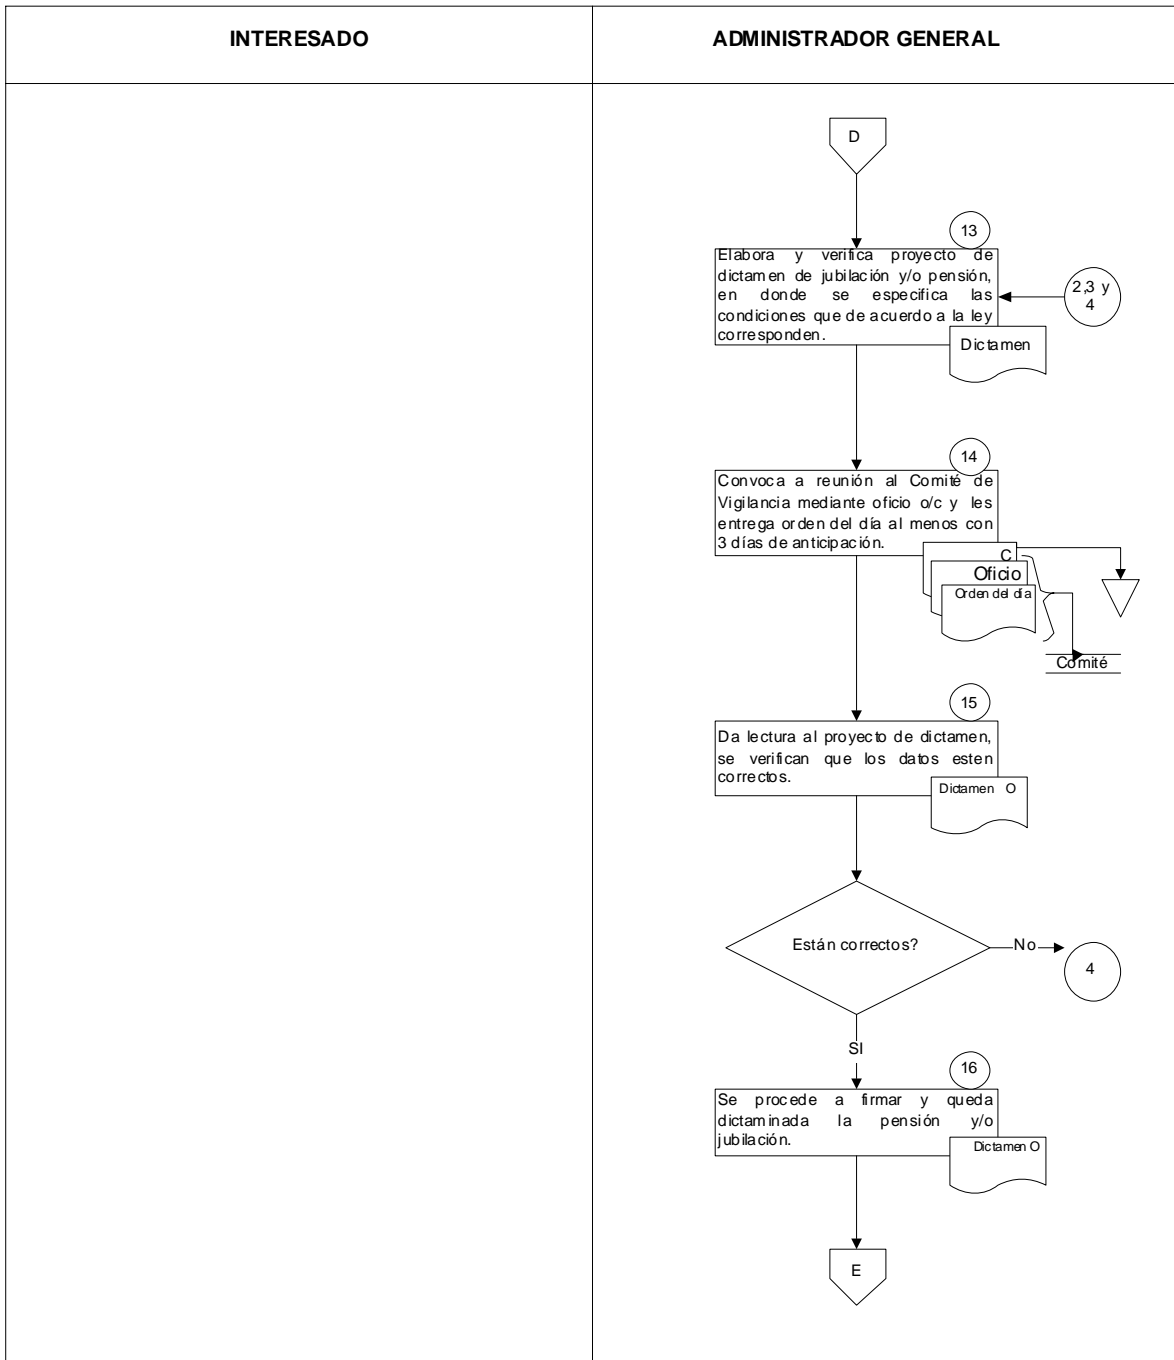 INTERESADO
ADMINISTRADOR GENERAL
D
13
Elabora y verifica proyecto de
dictamen de jubilación y/o pensión,
en donde se especifica las
condiciones que de acuerdo a la ley
corresponden.
2,3 y
4
Dictamen
14
Convoca a reunión al Comité de
Vigilancia mediante oficio o/c y les
entrega orden del día al menos con
3 días de anticipación.
C
Oficio
Orden del día
Comité
15
Da lectura al proyecto de dictamen,
se verifican que los datos esten
correctos.
Dictamen O
Están correctos?
No
4
SI
16
Se procede a firmar y queda
dictaminada la pensión y/o
jubilación.
Dictamen O
E